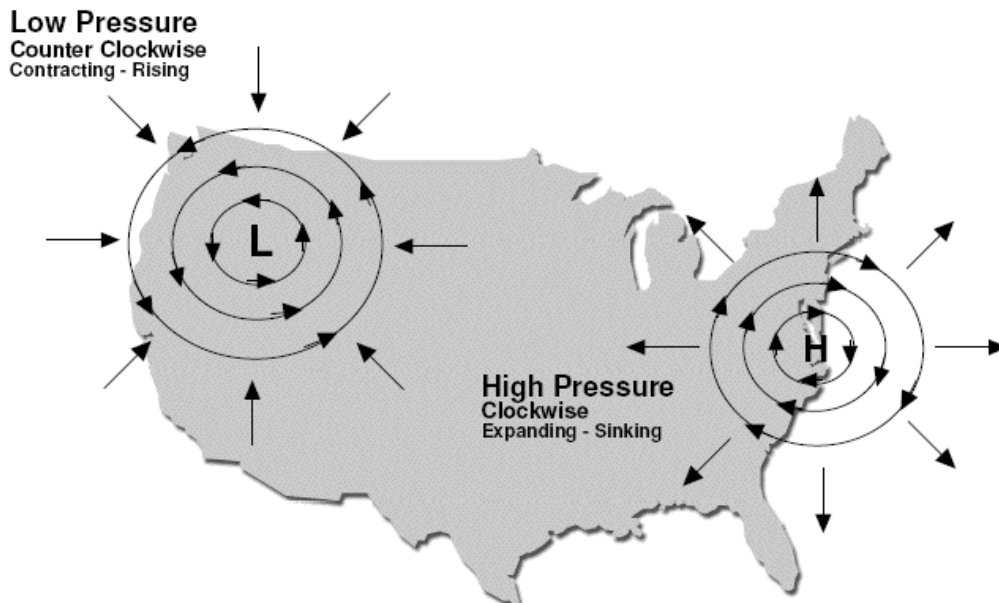 Low Pressure
Counter Clockwise
Contracting - Rising
L
H
High Pressure
Clockwise
Expanding - Sinking